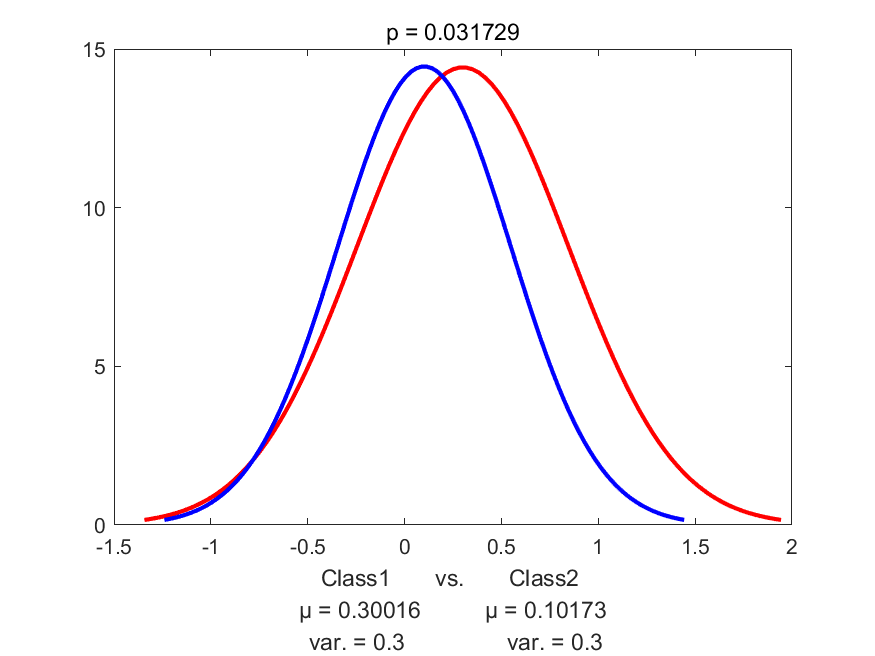 p = 0.031729
15
10
5
0
-1.5 -1 -0.5 0 0.5 1 1.5 2
Class1 vs. Class2
μ = 0.30016 μ = 0.10173
var. = 0.3 var. = 0.3